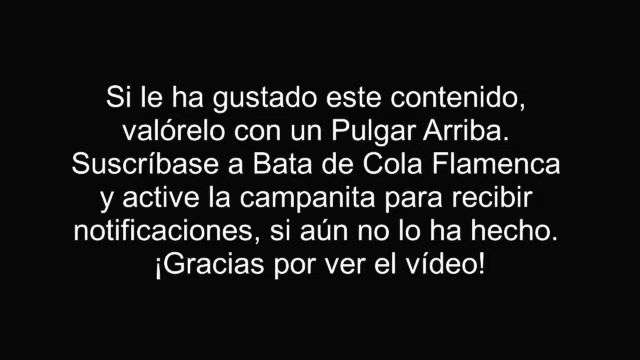 Si le ha gustado este contenido,
valórelo con un Pulgar Arriba.
Suscríbase a Bata de Cola Flamenca
y active la campanita para recibir
notificaciones, si aún no lo ha hecho.
¡Gracias por ver el vídeo!